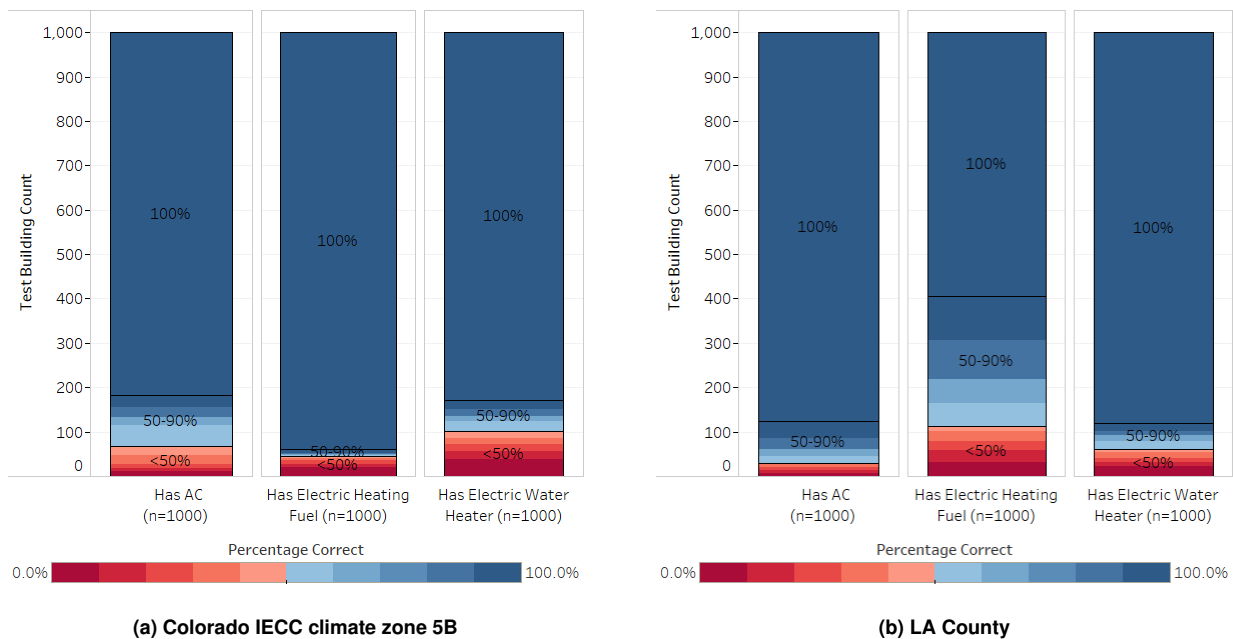 1,000
900
800
700
600
500
400
300
200
100
0
Test Building Count
100%
50-90%
<50%
100%
50-90%
<50%
100%
50-90%
<50%
Has AC
(n=1000)
Has Electric Heating
Fuel (n=1000)
Has Electric Water
Heater (n=1000)
Percentage Correct
0.0%
100.0%
(a) Colorado IECC climate zone 5B
1,000
900
800
700
600
500
400
300
200
100
0
Test Building Count
100%
50-90%
100%
50-90%
<50%
100%
50-90%
<50%
Has AC
(n=1000)
Has Electric Heating
Fuel (n=1000)
Has Electric Water
Heater (n=1000)
Percentage Correct
0.0%
100.0%
(b) LA County